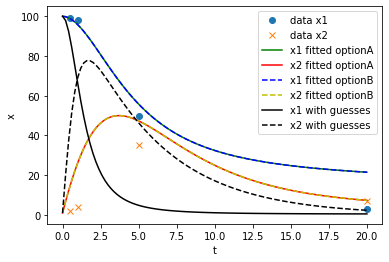 data x1
data x2
x1 fitted optionA
x2 fitted optionA
x1 fitted optionB
x2 fitted optionB
x1 with guesses
x2 with guesses
100
80
60
40
20
0
x
0.0 2.5 5.0 7.5 10.0 12.5 15.0 17.5 20.0
t